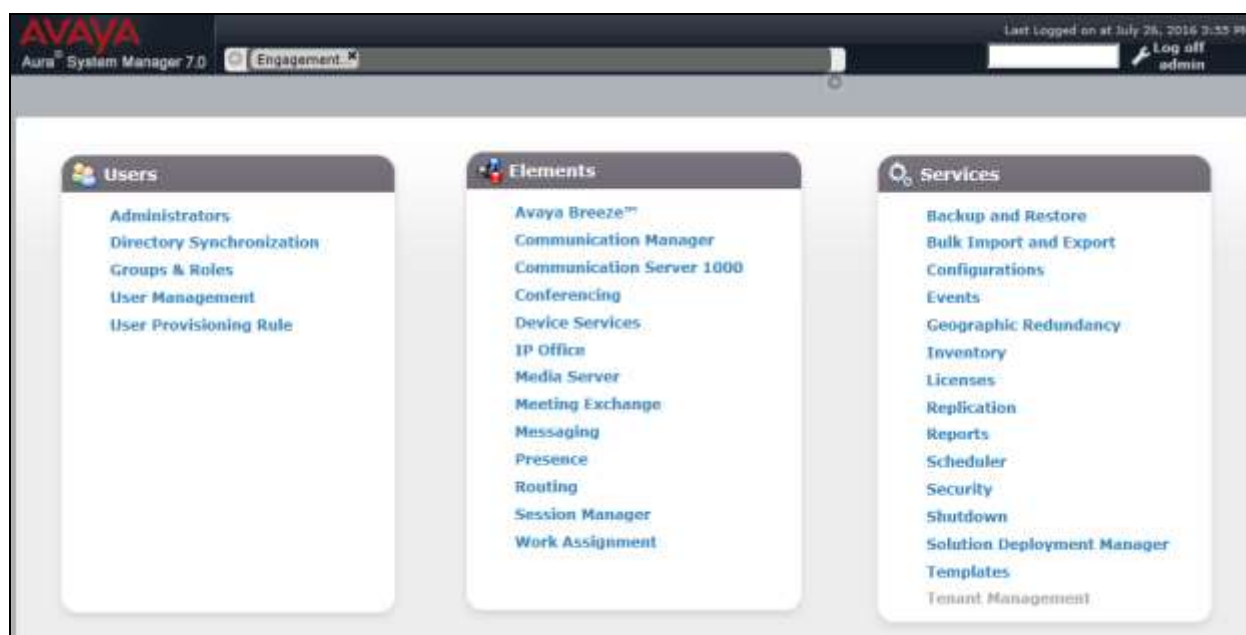 AVAYA
Last Logged on at July 26, 2016 3:55 PM
Aura® System Manager 7.0
Engagement..
Log off
admin
Users
Administrators
Directory Synchronization
Groups & Roles
User Management
User Provisioning Rule
Elements
Avaya Breeze™
Communication Manager
Communication Server 1000
Conferencing
Device Services
IP Office
Media Server
Meeting Exchange
Messaging
Presence
Routing
Session Manager
Work Assignment
Services
Backup and Restore
Bulk Import and Export
Configurations
Events
Geographic Redundancy
Inventory
Licenses
Replication
Reports
Scheduler
Security
Shutdown
Solution Deployment Manager
Templates
Tenant Management